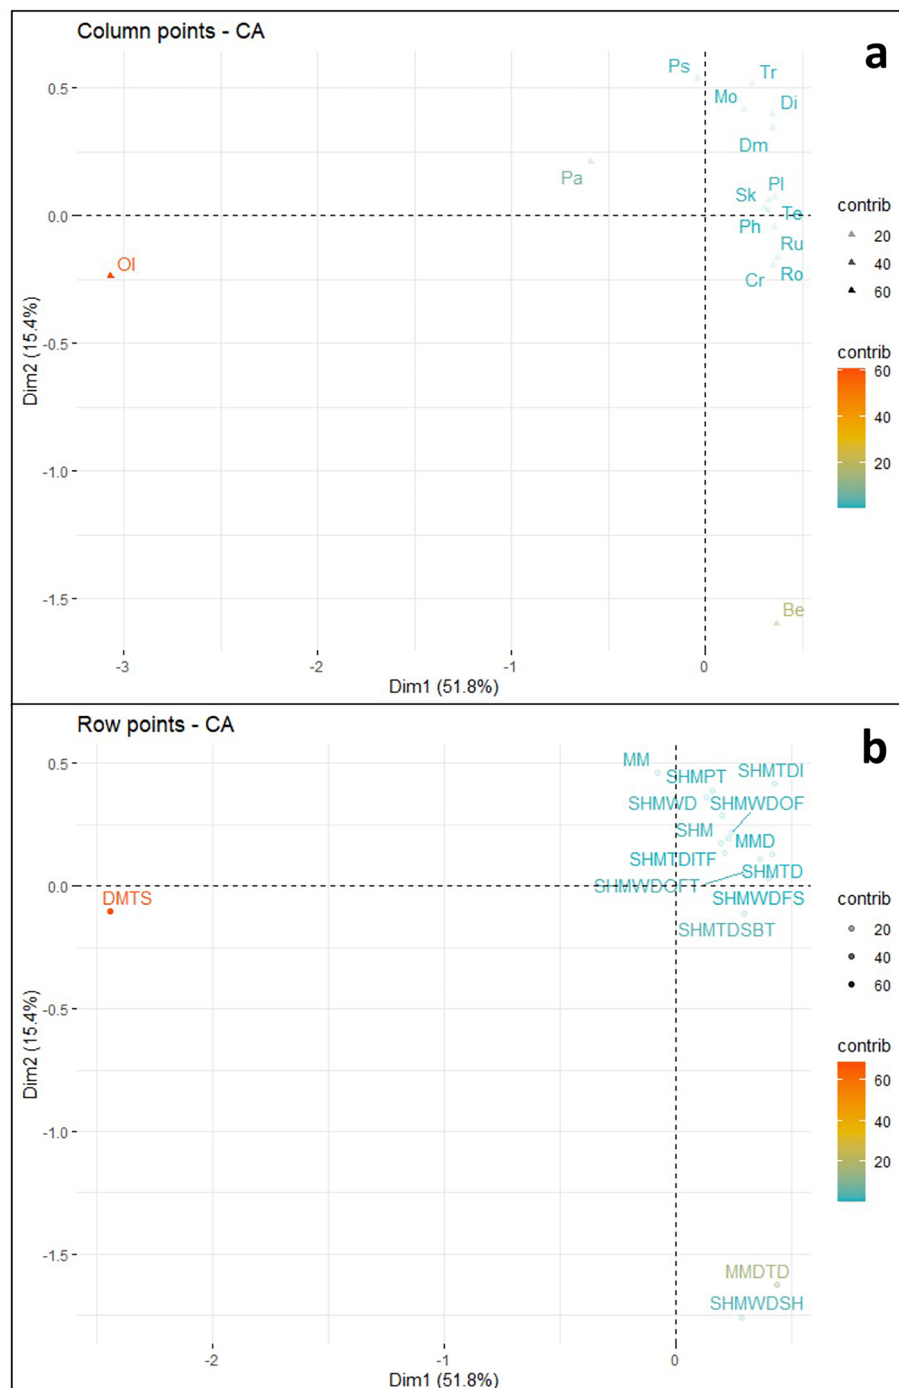 Column points - CA
a
Ps
Tr
Mo
Di
Dm
Pa
Sk
Pl
Te
Ph
Ru
Cr
Ro
Ol
Be
0.5
0.0
-0.5
-1.0
-1.5
Dim2 (15.4%)
-3
-2
-1
0
Dim1 (51.8%)
contrib
20
40
60
contrib
60
40
20
Row points - CA
b
MM
SHMPT
SHMTDI
SHMWD
SHMWDOF
SHM
MMD
SHMTDITF
SHMTD
SHMWDOFT
SHMWDFS
SHMTDSBT
DMTS
MMDTD
SHMWDSH
0.5
0.0
-0.5
-1.0
-1.5
Dim2 (15.4%)
-2
-1
0
Dim1 (51.8%)
contrib
20
40
60
contrib
60
40
20